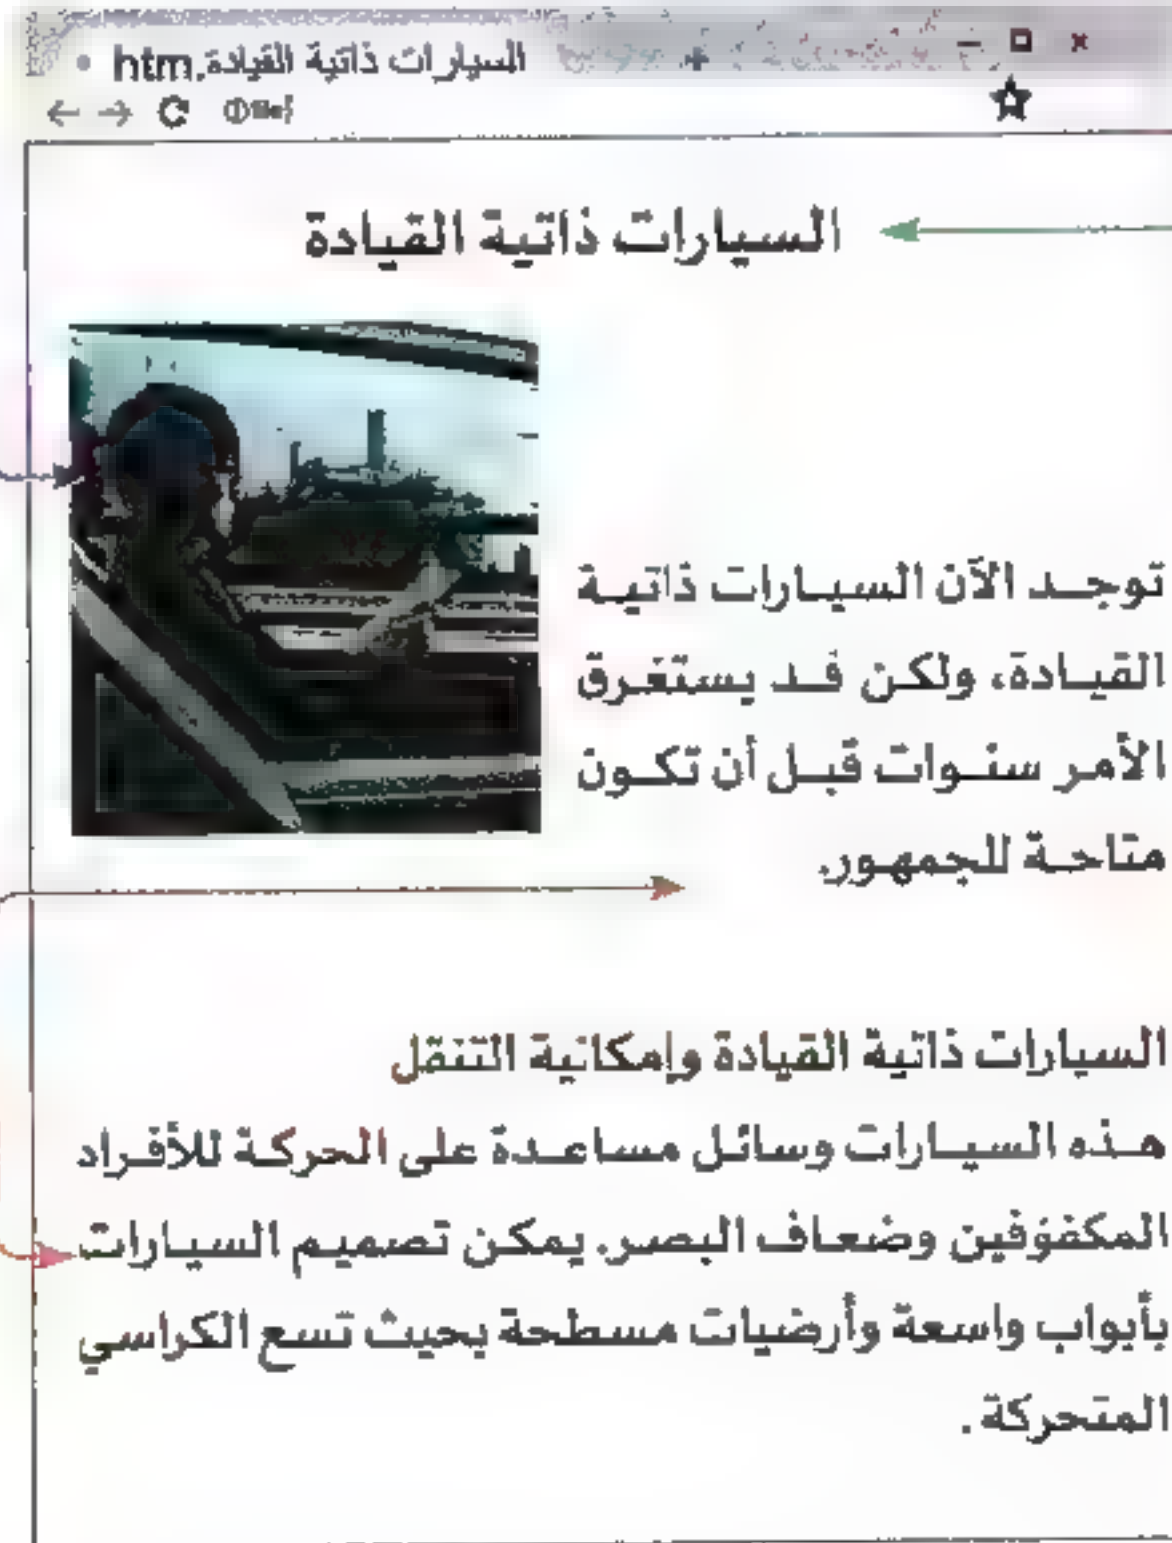 السيارات ذاتية القيادة.htm
السيارات ذاتية القيادة
توجد الآن السيارات ذاتية
القيادة، ولكن قد يستغرق
الأمر سنوات قبل أن تكون
متاحة للجمهور.
السيارات ذاتية القيادة وإمكانية التنقل
هذه السيارات وسائل مساعدة على الحركة للأفراد
المكفوفين وضعاف البصر. يمكن تصميم السيارات
بأبواب واسعة وأرضيات مسطحة بحيث تسع الكراسي
المتحركة.